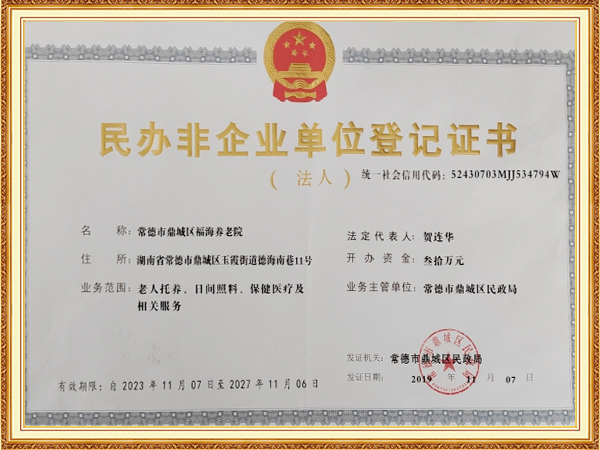 民办非企业单位登记证书
（法人）
统一社会信用代码：52430703MJJ534794W
名 称：常德市鼎城区福海养老院
住 所：湖南省常德市鼎城区玉霞街道德海南巷11号
业务范围：老人托养、日间照料、保健医疗及
相关服务
法定代表人：贺连华
开办资金：叁拾万元
业务主管单位：常德市鼎城区民政局
发证机关：常德市鼎城区民政局
发证日期：2019 年 11 月 07 日
有效期限：自 2023 年 11 月 07 日至 2027 年 11 月 06 日